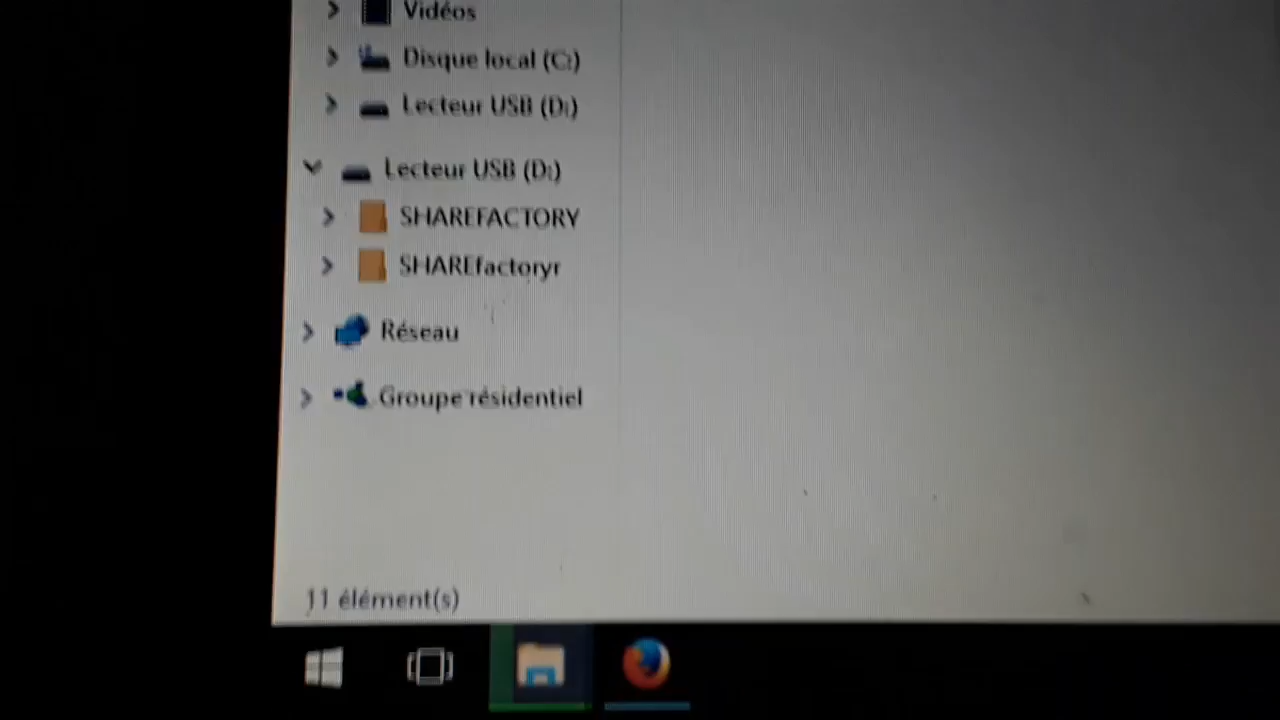 Vidéos
Disque local (C:)
Lecteur USB (D:)
Lecteur USB (D:)
SHAREFACTORY
SHAREfactoryr
Réseau
Groupe résidentiel
11 élément(s)